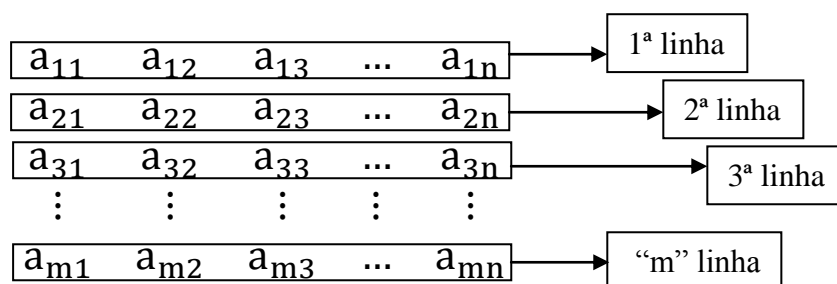 a₁₁ a₁₂ a₁₃ ... a₁ₙ 1ª linha
a₂₁ a₂₂ a₂₃ ... a₂ₙ 2ª linha
a₃₁ a₃₂ a₃₃ ... a₃ₙ 3ª linha
⋮ ⋮ ⋮ ⋮ ⋮
aₘ₁ aₘ₂ aₘ₃ ... aₘₙ “m” linha